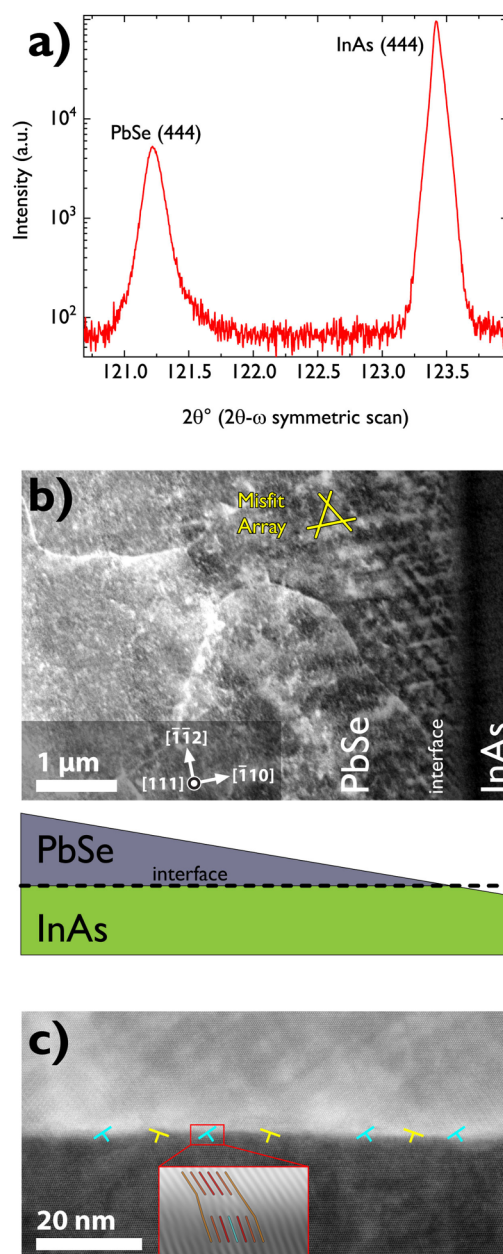 a)
InAs (444)
PbSe (444)
Intensity (a.u.)
10⁴
10³
10²
121.0 121.5 122.0 122.5 123.0 123.5
2θ° (2θ-ω symmetric scan)
b)
Misfit
Array
[1̅1̅2]
[111]
[1̅10]
1 μm
PbSe
interface
InAs
PbSe
interface
InAs
c)
20 nm